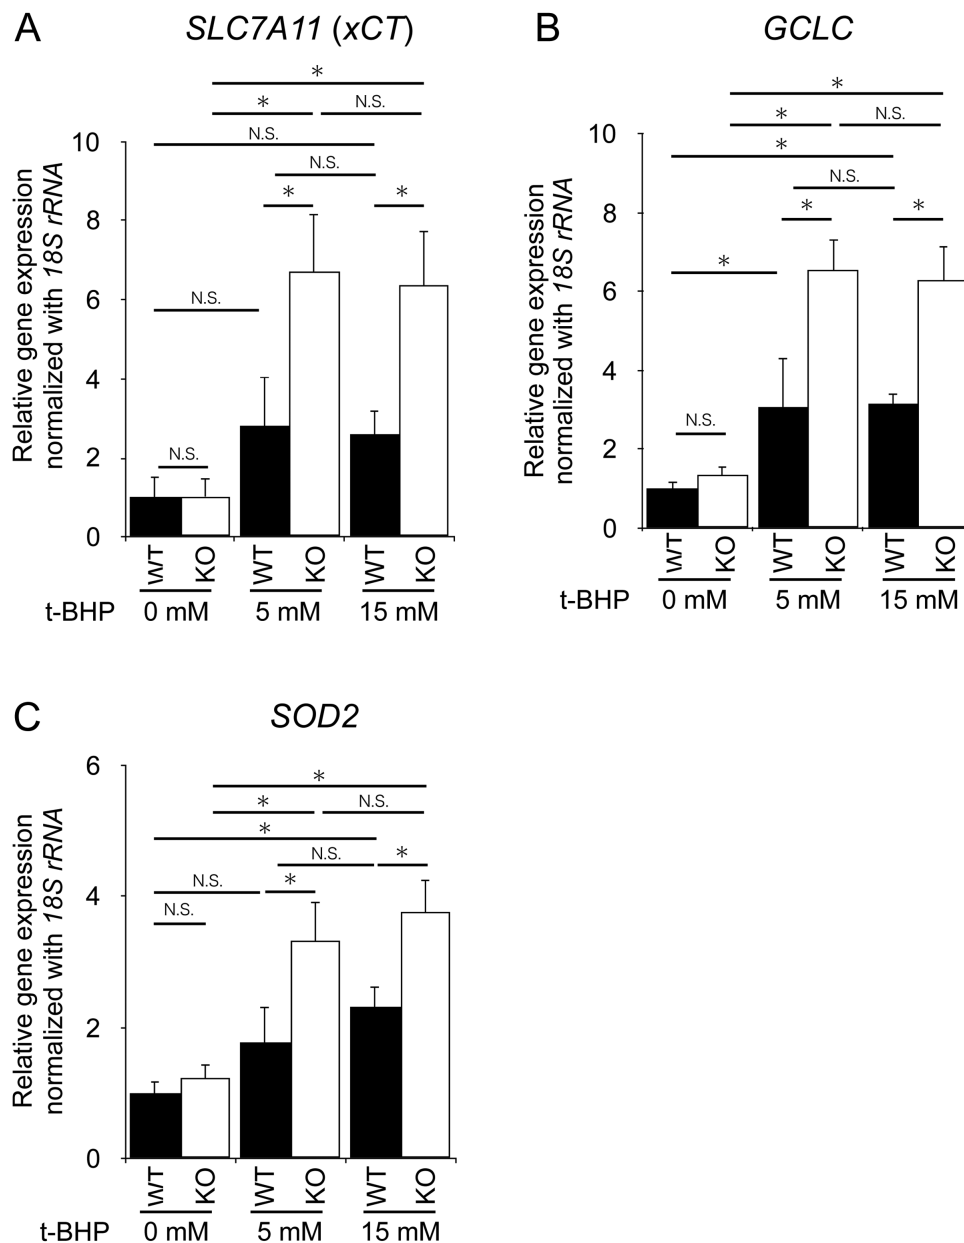 A
SLC7A11 (xCT)
*
*
N.S.
N.S.
N.S.
*
*
N.S.
N.S.
10
8
6
4
2
0
Relative gene expression
normalized with 18S rRNA
WT
KO
WT
KO
WT
KO
t-BHP
0 mM
5 mM
15 mM
B
GCLC
*
*
N.S.
*
N.S.
*
*
*
N.S.
10
8
6
4
2
0
Relative gene expression
normalized with 18S rRNA
WT
KO
WT
KO
WT
KO
t-BHP
0 mM
5 mM
15 mM
C
SOD2
*
*
N.S.
*
N.S.
*
N.S.
*
N.S.
6
4
2
0
Relative gene expression
normalized with 18S rRNA
WT
KO
WT
KO
WT
KO
t-BHP
0 mM
5 mM
15 mM